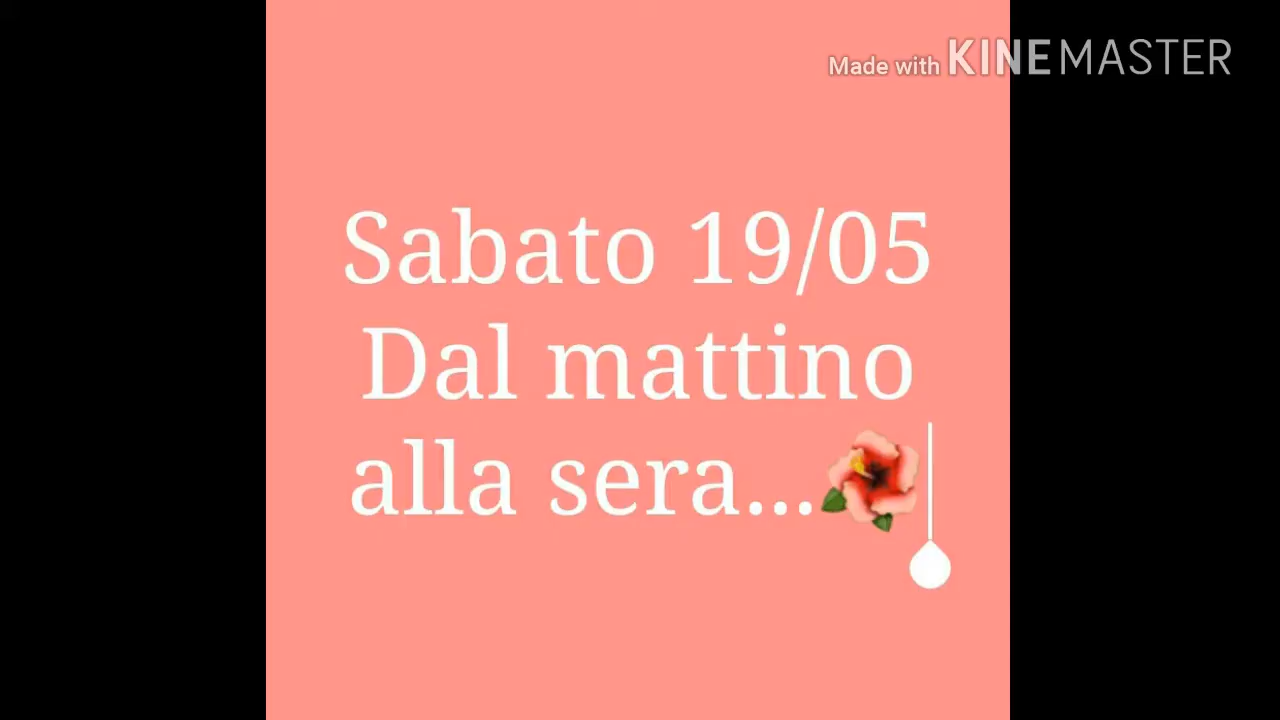 Made with KINEMASTER
Sabato 19/05
Dal mattino
alla sera...🌺